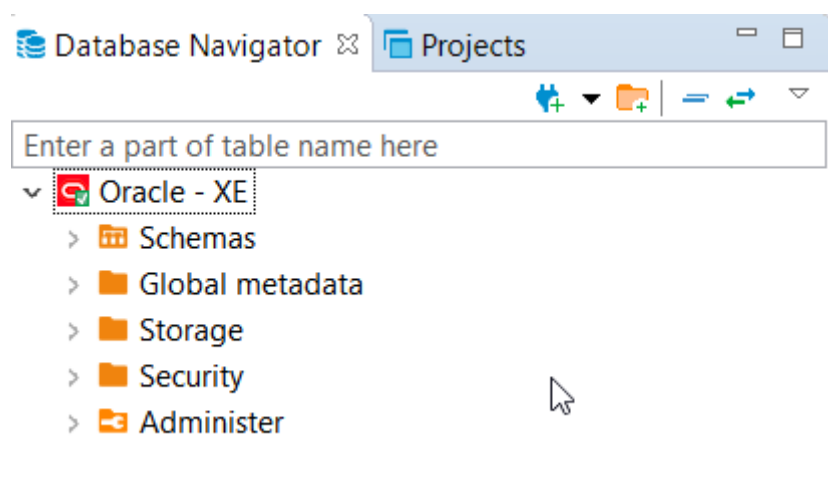 Database Navigator Projects
Enter a part of table name here
Oracle - XE
Schemas
Global metadata
Storage
Security
Administer